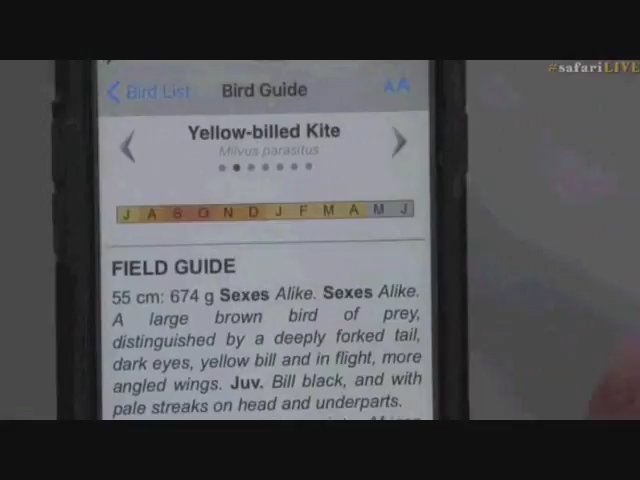 #safariLIVE
Bird List Bird Guide AA
Yellow-billed Kite
Milvus parasitus
J A S O N D J F M A M J
FIELD GUIDE
55 cm: 674 g Sexes Alike. Sexes Alike.
A large brown bird of prey,
distinguished by a deeply forked tail,
dark eyes, yellow bill and in flight, more
angled wings. Juv. Bill black, and with
pale streaks on head and underparts.